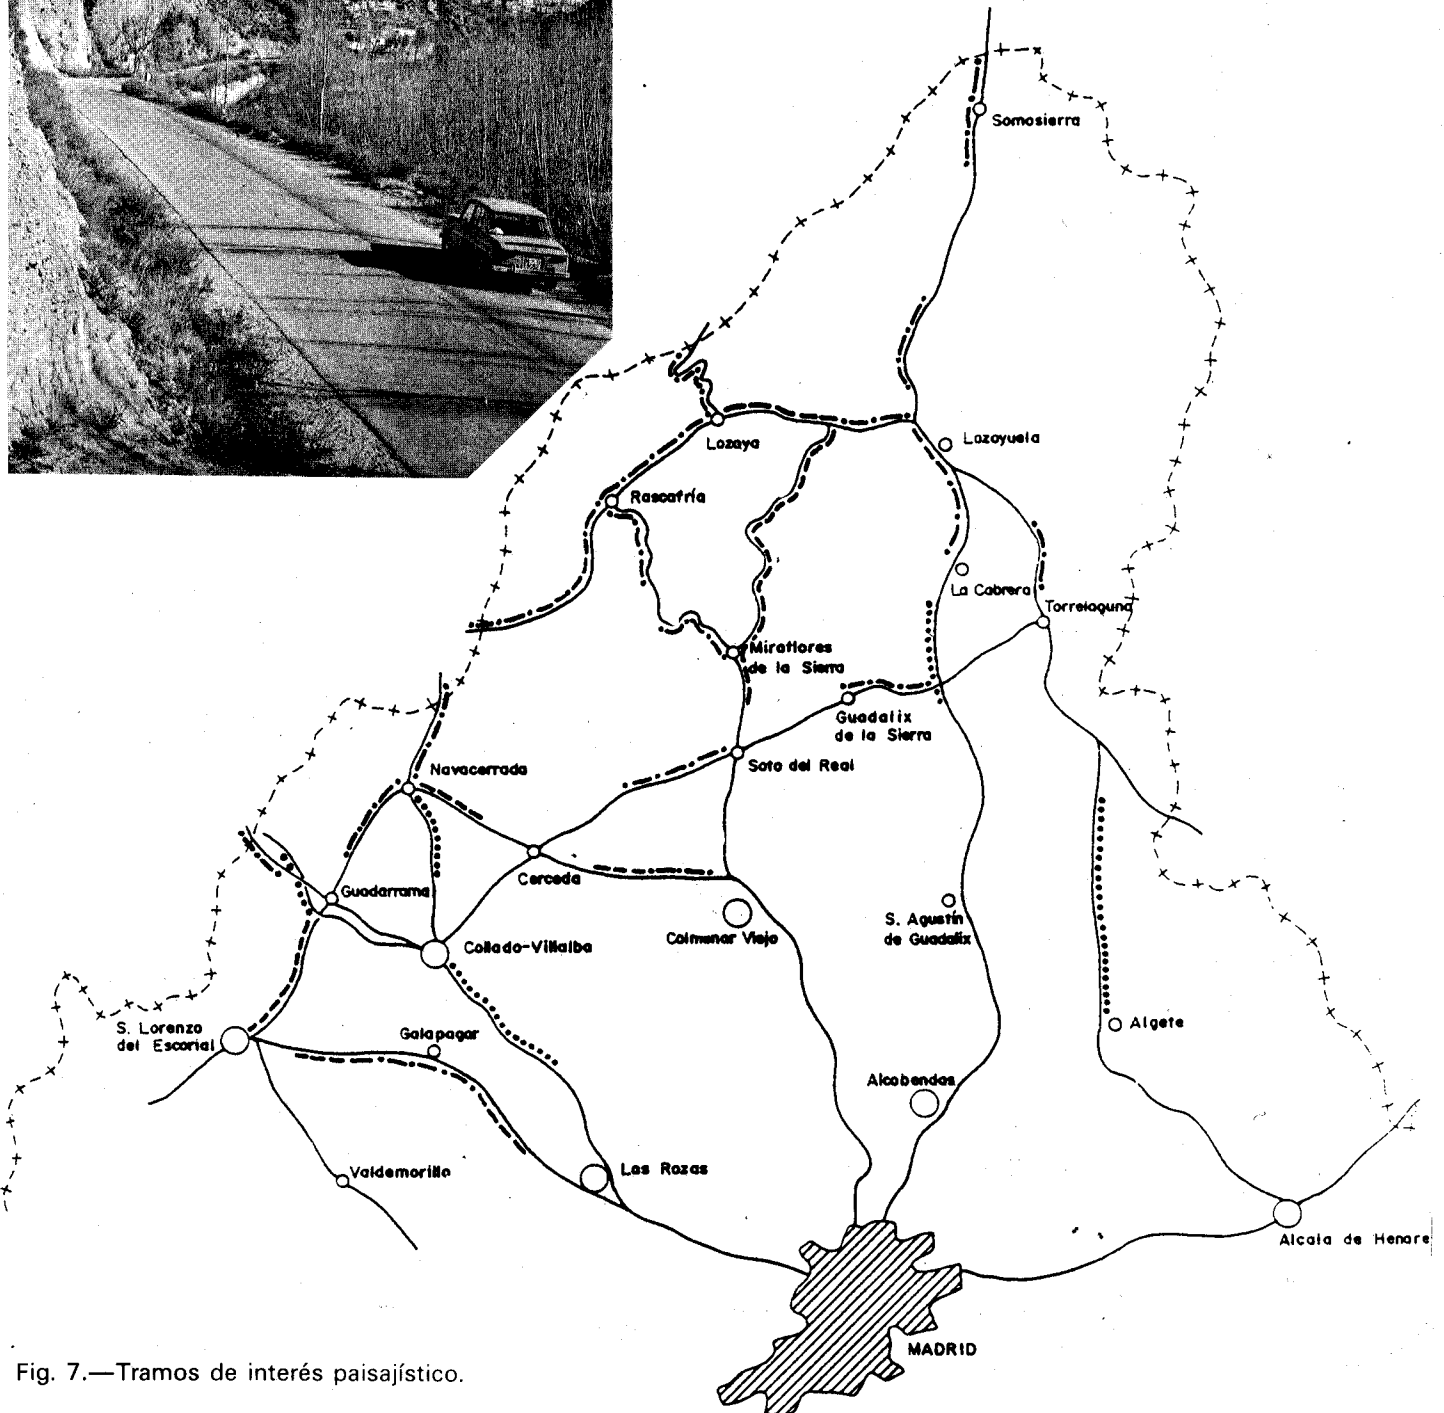 Somosierra
Lozoyuela
Lozoya
Rascafría
La Cabrera
Torrelaguna
Miraflores
de la Sierra
Guadalix
de la Sierra
Soto del Real
Navacerrada
Cerceda
Guadarrama
Collado-Villalba
Colmenar Viejo
S. Agustín
de Guadalix
S. Lorenzo
del Escorial
Galapagar
Algete
Alcobendas
Valdemorillo
Las Rozas
Alcala de Henare
MADRID
Fig. 7.—Tramos de interés paisajístico.